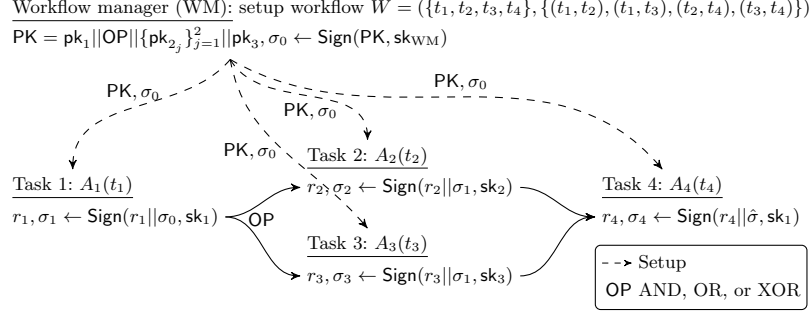 Workflow manager (WM): setup workflow W = ({t₁, t₂, t₃, t₄}, {(t₁, t₂), (t₁, t₃), (t₂, t₄), (t₃, t₄)})
PK = pk₁||OP||{pk₂ⱼ}²ⱼ₌₁||pk₃, σ₀ ← Sign(PK, sk_WM)
PK, σ₀
PK, σ₀
PK, σ₀
PK, σ₀
Task 1: A₁(t₁)
r₁, σ₁ ← Sign(r₁||σ₀, sk₁)
OP
Task 2: A₂(t₂)
r₂, σ₂ ← Sign(r₂||σ₁, sk₂)
Task 3: A₃(t₃)
r₃, σ₃ ← Sign(r₃||σ₁, sk₃)
Task 4: A₄(t₄)
r₄, σ₄ ← Sign(r₄||σ̂, sk₁)
Setup
OP AND, OR, or XOR